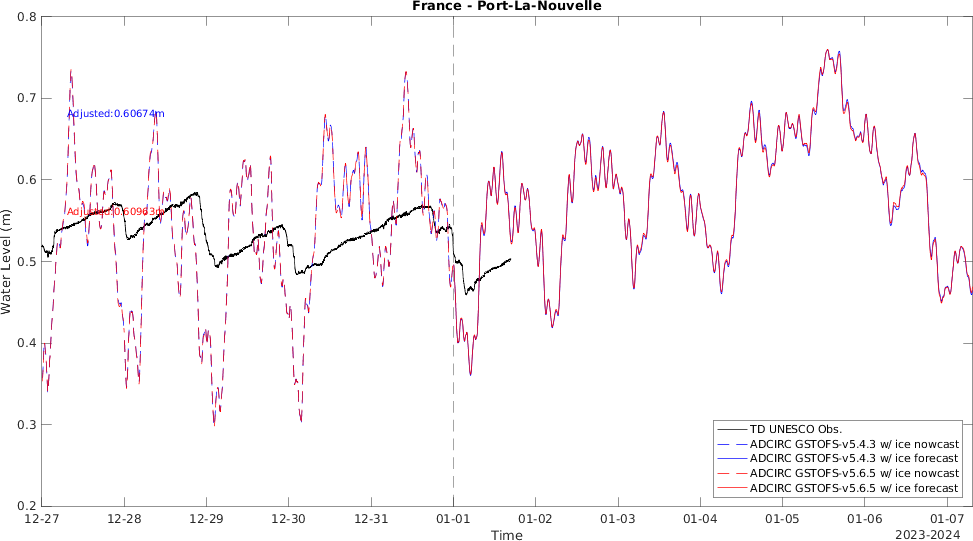 France - Port-La-Nouvelle
Water Level (m)
0.8
0.7
0.6
0.5
0.4
0.3
0.2
Adjusted:0.60674m
TD UNESCO Obs.
ADCIRC GSTOFS-v5.4.3 w/ ice nowcast
ADCIRC GSTOFS-v5.4.3 w/ ice forecast
ADCIRC GSTOFS-v5.6.5 w/ ice nowcast
ADCIRC GSTOFS-v5.6.5 w/ ice forecast
12-27 12-28 12-29 12-30 12-31 01-01 01-02 01-03 01-04 01-05 01-06 01-07
Time
2023-2024